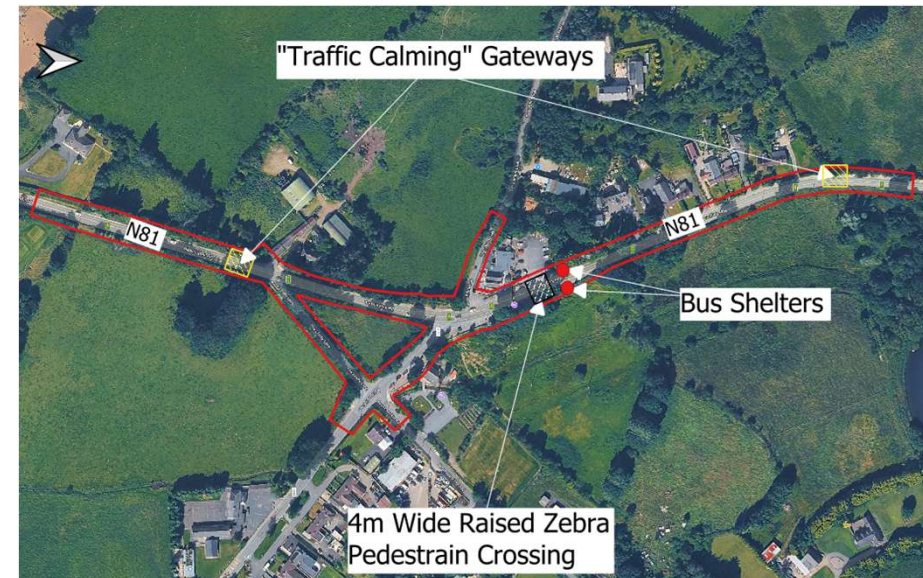 "Traffic Calming" Gateways
N81
N81
Bus Shelters
4m Wide Raised Zebra
Pedestrain Crossing